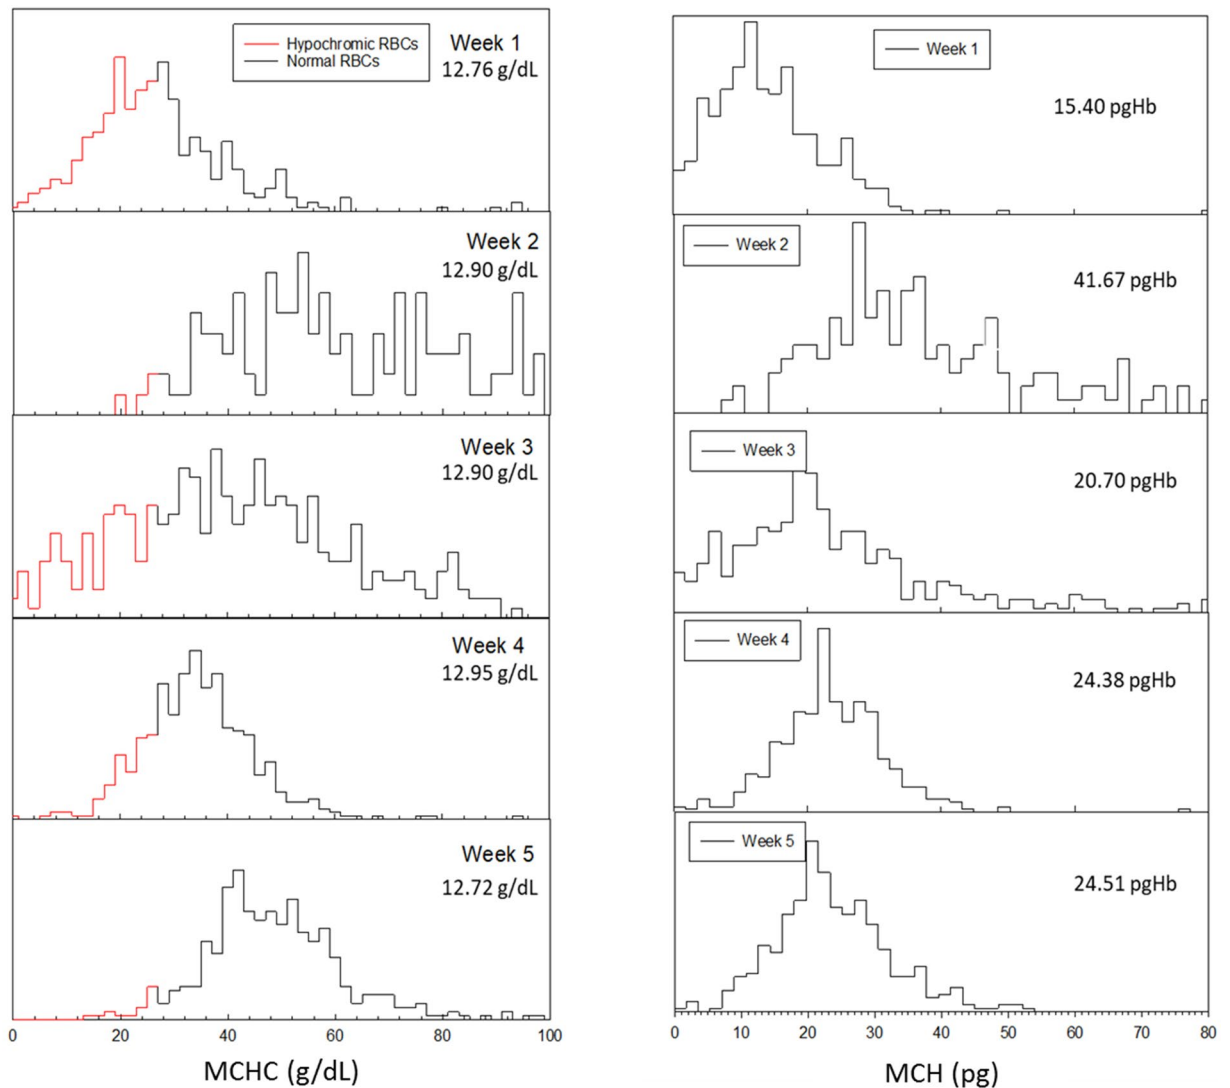 Hypochromic RBCs
Normal RBCs
Week 1
12.76 g/dL
Week 2
12.90 g/dL
Week 3
12.90 g/dL
Week 4
12.95 g/dL
Week 5
12.72 g/dL
0 20 40 60 80 100
MCHC (g/dL)
Week 1
15.40 pgHb
Week 2
41.67 pgHb
Week 3
20.70 pgHb
Week 4
24.38 pgHb
Week 5
24.51 pgHb
0 10 20 30 40 50 60 70 80
MCH (pg)